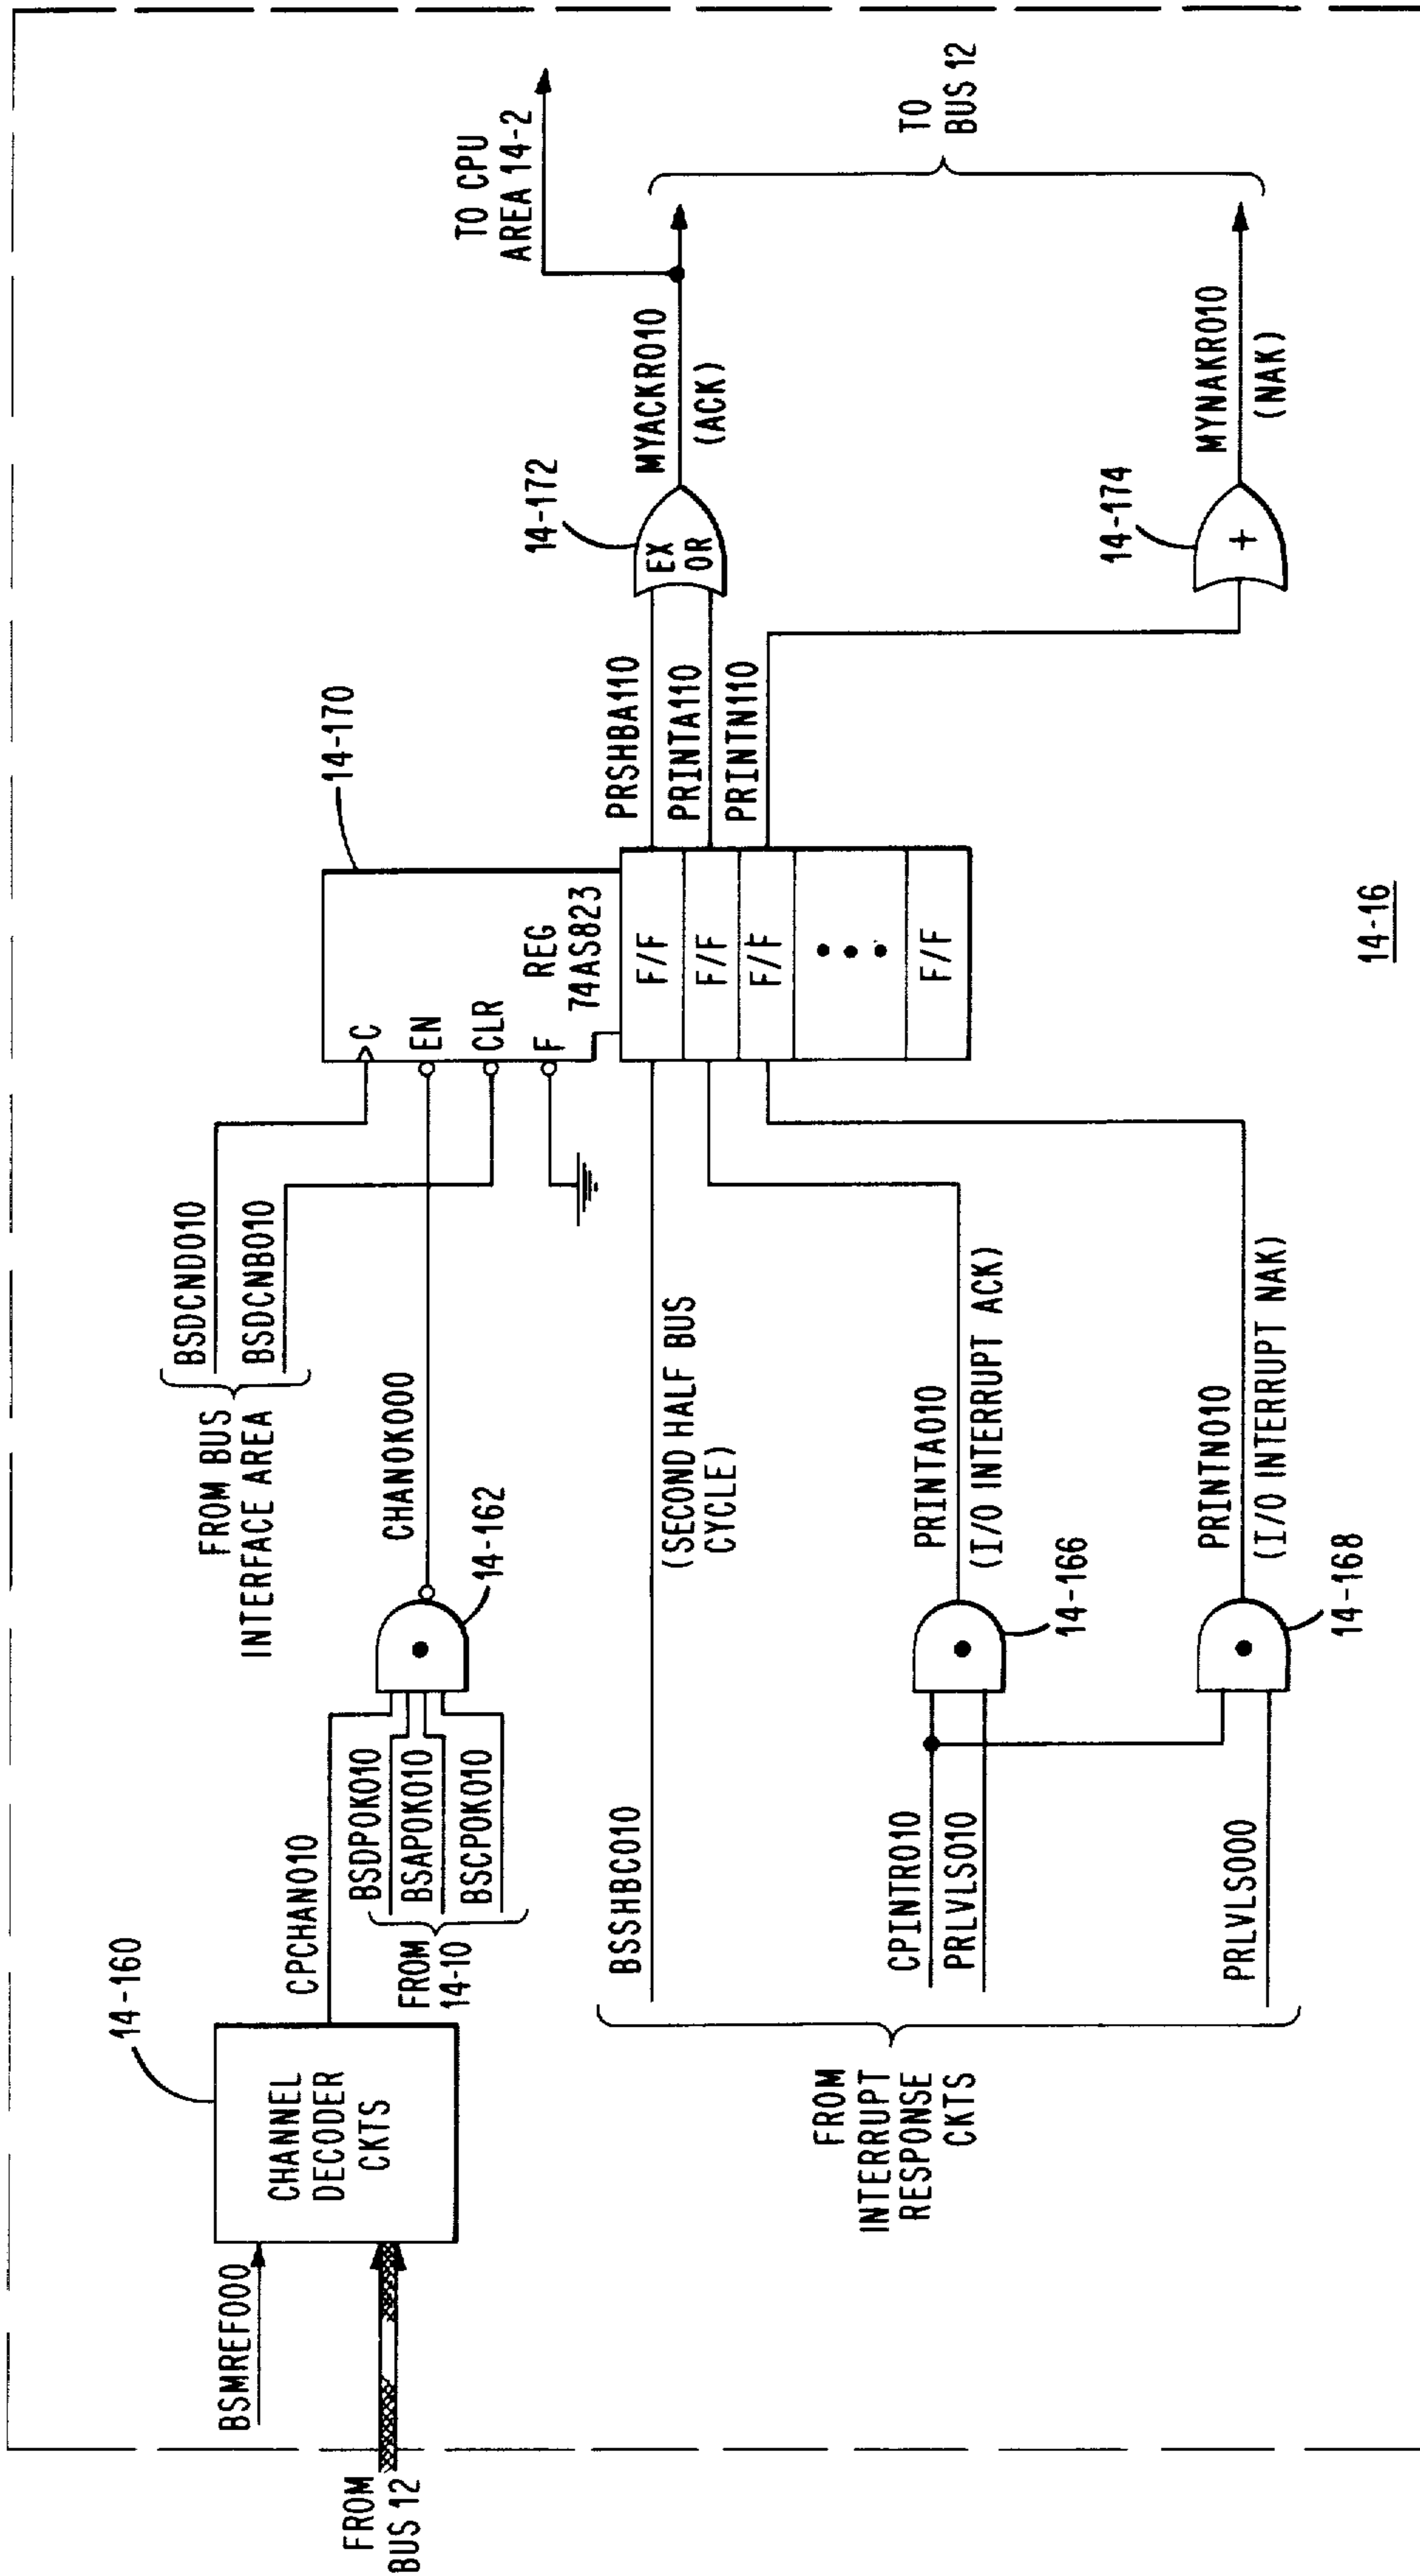 FROM
BUS 12
BSMREF000
CHANNEL
DECODER
CKTS
14-160
CPCHAN010
BSDPOK010
BSAPOK010
BSCPOK010
FROM
14-10
14-162
CHANOK000
FROM BUS
INTERFACE AREA
BSDCND010
BSDCNB010
C
EN
CLR
F
REG
74AS823
14-170
F/F
F/F
F/F
F/F
FROM
INTERRUPT
RESPONSE
CKTS
BSSHBC010
(SECOND HALF BUS
CYCLE)
CPINTR010
PRLVLS010
PRLVLS000
14-166
PRINTA010
(I/O INTERRUPT ACK)
14-168
PRINTN010
(I/O INTERRUPT NAK)
PRSHBA110
PRINTA110
PRINTN110
14-172
EX
OR
MYACKR010
(ACK)
TO CPU
AREA 14-2
14-174
+
MYNAKR010
(NAK)
TO
BUS 12
14-16